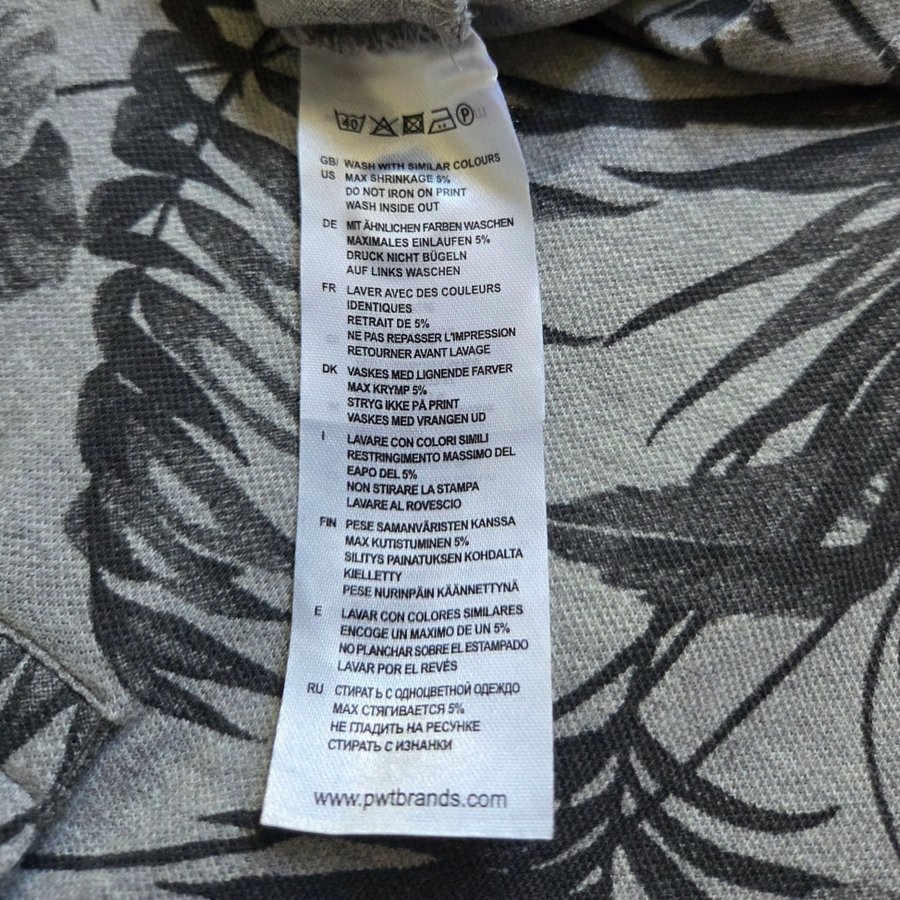 40 P
GB/ WASH WITH SIMILAR COLOURS
US MAX SHRINKAGE 5%
DO NOT IRON ON PRINT
WASH INSIDE OUT
DE MIT ÄHNLICHEN FARBEN WASCHEN
MAXIMALES EINLAUFEN 5%
DRUCK NICHT BÜGELN
AUF LINKS WASCHEN
FR LAVER AVEC DES COULEURS
IDENTIQUES
RETRAIT DE 5%
NE PAS REPASSER L'IMPRESSION
RETOURNER AVANT LAVAGE
DK VASKES MED LIGNENDE FARVER
MAX KRYMP 5%
STRYG IKKE PÅ PRINT
VASKES MED VRANGEN UD
I LAVARE CON COLORI SIMILI
RESTRINGIMENTO MASSIMO DEL
EAPO DEL 5%
NON STIRARE LA STAMPA
LAVARE AL ROVESCIO
FIN PESE SAMANVÄRISTEN KANSSA
MAX KUTISTUMINEN 5%
SILITYS PAINATUKSEN KOHDALTA
KIELLETTY
PESE NURINPÄIN KÄÄNNETTYNÄ
E LAVAR CON COLORES SIMILARES
ENCOGE UN MAXIMO DE UN 5%
NO PLANCHAR SOBRE EL ESTAMPADO
LAVAR POR EL REVÉS
RU СТИРАТЬ С ОДНОЦВЕТНОЙ ОДЕЖДО
MAX СТЯГИВАЕТСЯ 5%
НЕ ГЛАДИТЬ НА РЕСУНКЕ
СТИРАТЬ С ИЗНАНКИ
www.pwtbrands.com